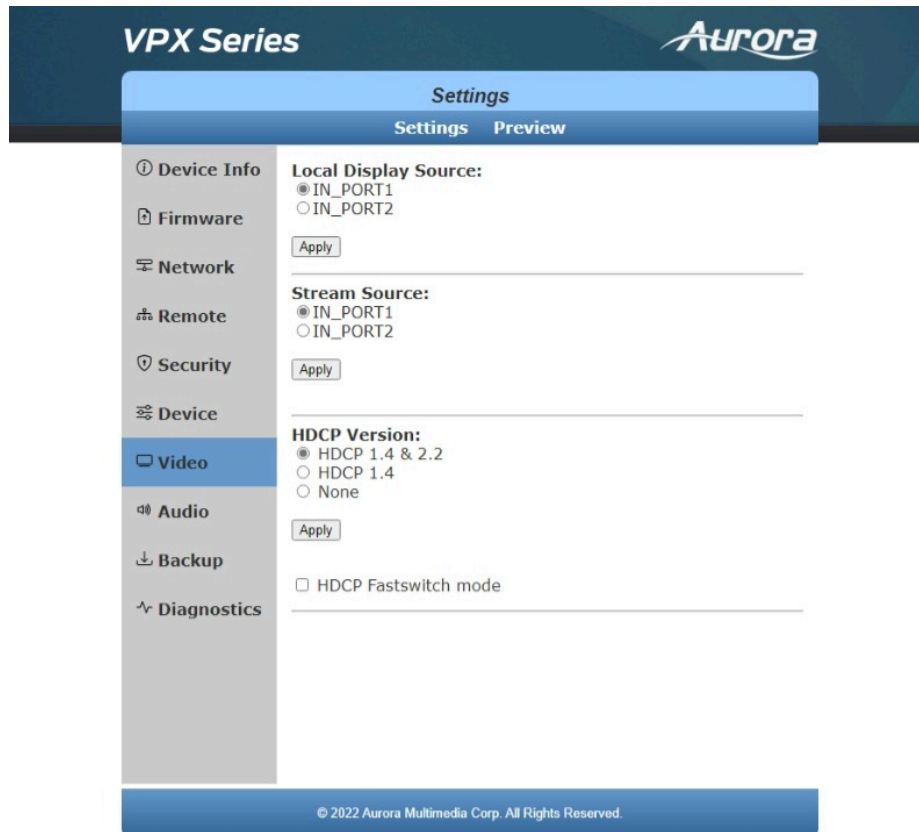 VPX Series
Aurora
Settings
Settings Preview
Device Info
Firmware
Network
Remote
Security
Device
Video
Audio
Backup
Diagnostics
Local Display Source:
IN_PORT1
IN_PORT2
Apply
Stream Source:
IN_PORT1
IN_PORT2
Apply
HDCP Version:
HDCP 1.4 & 2.2
HDCP 1.4
None
Apply
HDCP Fastswitch mode
© 2022 Aurora Multimedia Corp. All Rights Reserved.